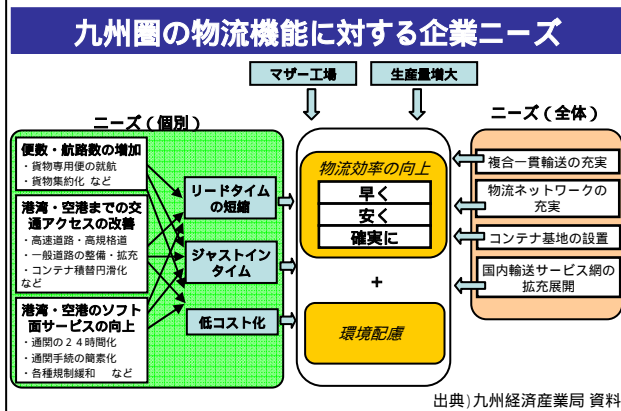 九州圏の物流機能に対する企業ニーズ
マザー工場
生産量増大
ニーズ（個別）
便数・航路数の増加
・貨物専用便の就航
・貨物集約化 など
港湾・空港までの交
通アクセスの改善
・高速道路・高規格道
・一般道路の整備・拡充
・コンテナ積替円滑化
など
港湾・空港のソフト
面サービスの向上
・通関の２４時間化
・通関手続の簡素化
・各種規制緩和 など
リードタイム
の短縮
ジャストイン
タイム
低コスト化
物流効率の向上
早く
安く
確実に
+
環境配慮
ニーズ（全体）
複合一貫輸送の充実
物流ネットワークの
充実
コンテナ基地の設置
国内輸送サービス網の
拡充展開
出典)九州経済産業局 資料